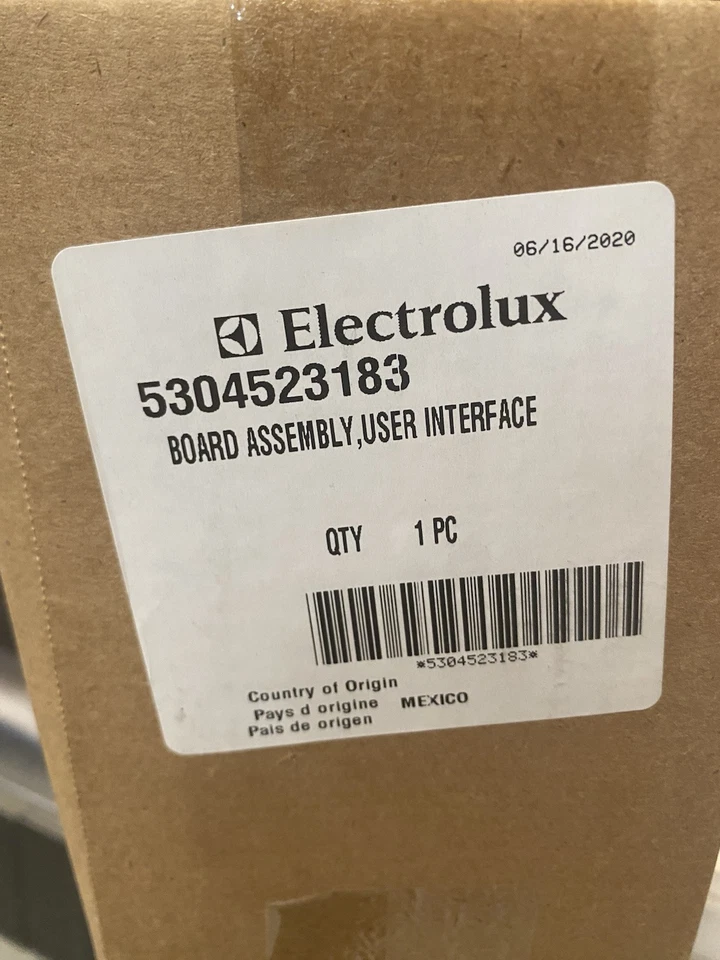 06/16/2020
Electrolux
5304523183
BOARD ASSEMBLY,USER INTERFACE
QTY 1 PC
*5304523183*
Country of Origin
Pays d origine MEXICO
Pais de origen